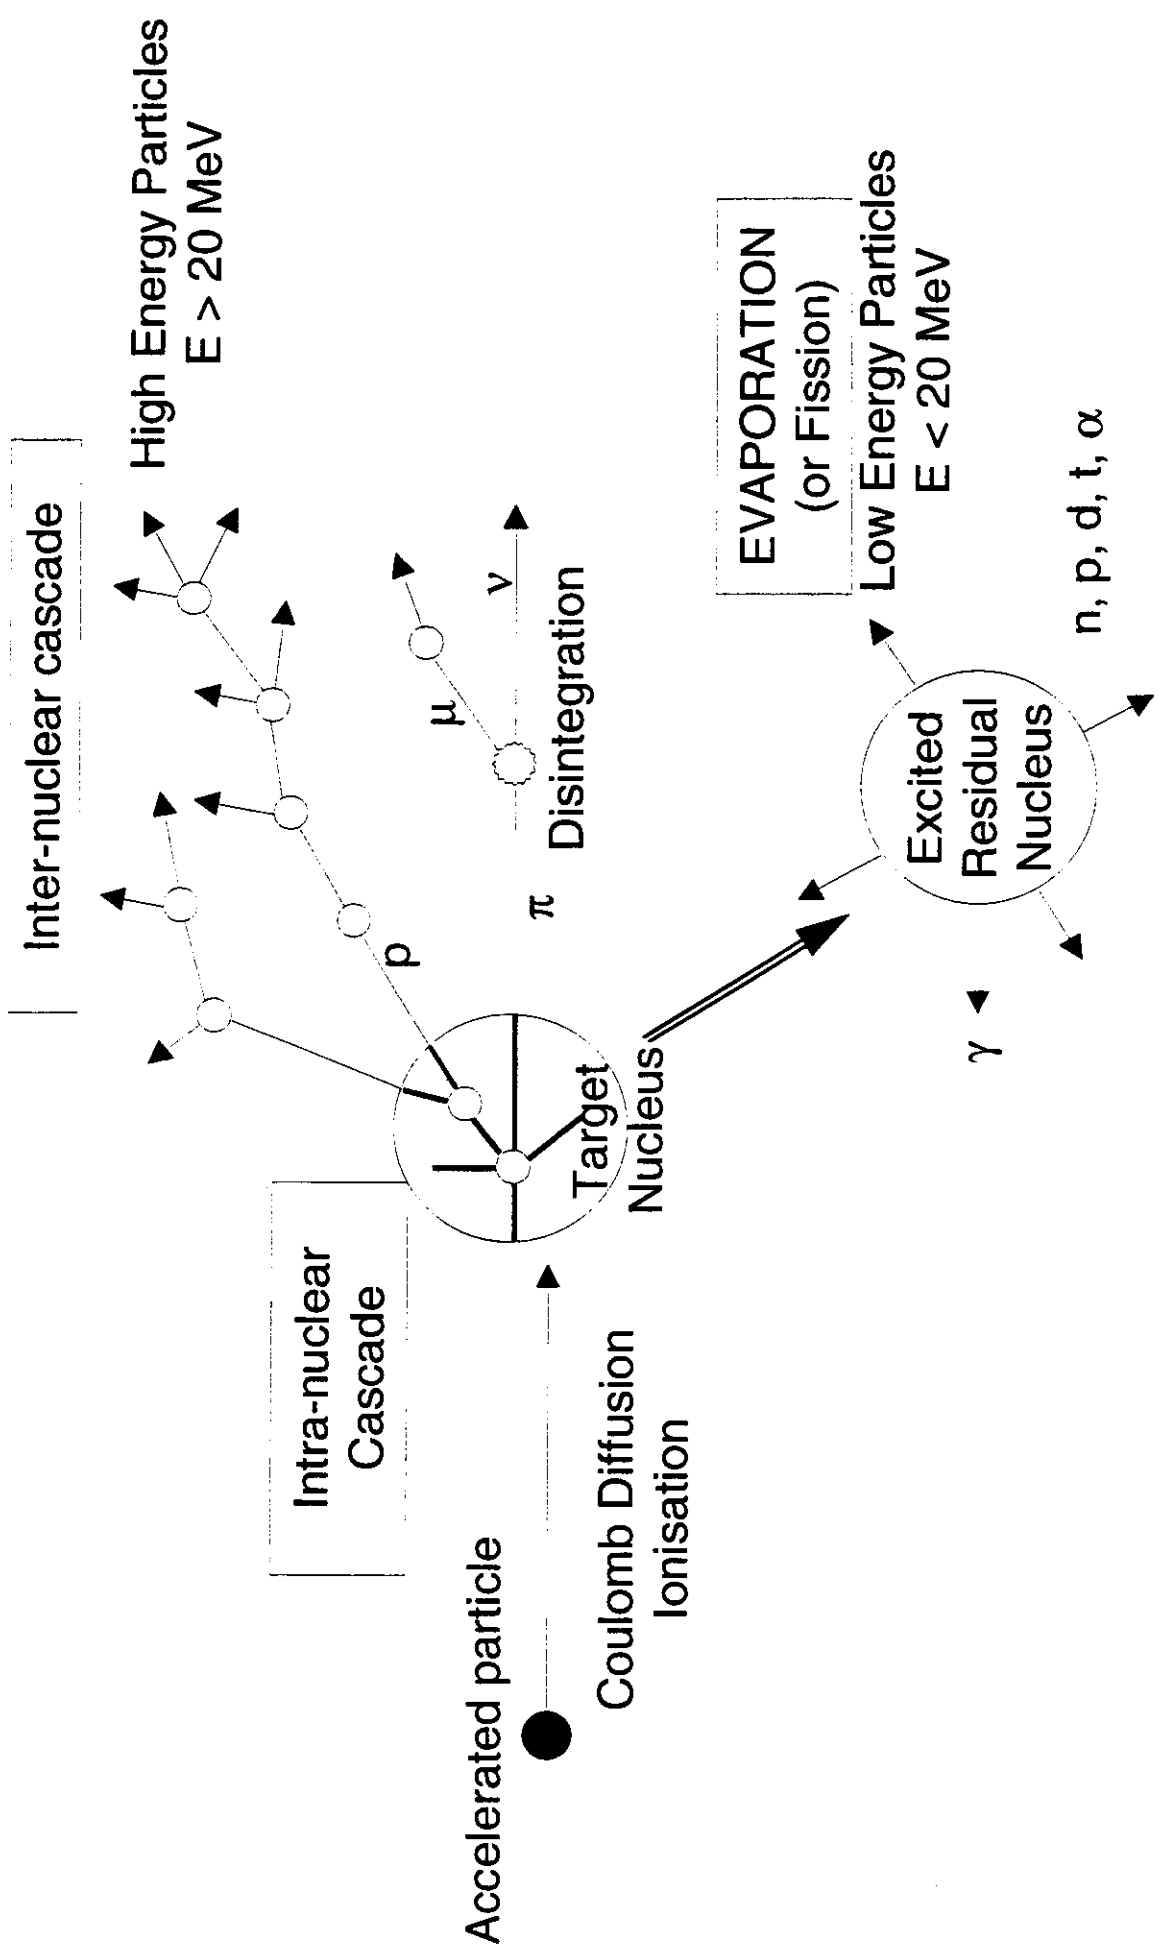 Inter-nuclear cascade
High Energy Particles
E > 20 MeV
Intra-nuclear
Cascade
p
μ
ν
π
Disintegration
Accelerated particle
Coulomb Diffusion
Ionisation
Target
Nucleus
EVAPORATION
(or Fission)
Low Energy Particles
E < 20 MeV
Excited
Residual
Nucleus
γ
n, p, d, t, α